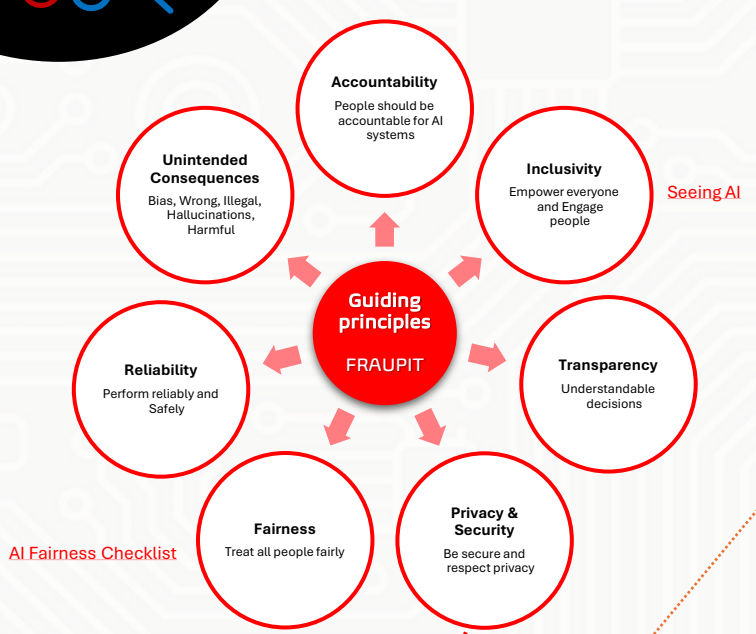 Accountability
People should be
accountable for AI
systems
Unintended
Consequences
Bias, Wrong, Illegal,
Hallucinations,
Harmful
Inclusivity
Empower everyone
and Engage
people
Seeing AI
Guiding
principles
FRAUPIT
Reliability
Perform reliably and
Safely
Transparency
Understandable
decisions
Fairness
Treat all people fairly
AI Fairness Checklist
Privacy &
Security
Be secure and
respect privacy